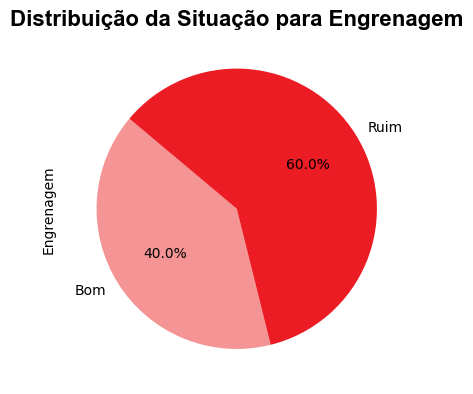 Distribuição da Situação para Engrenagem
Ruim
60.0%
Engrenagem
40.0%
Bom